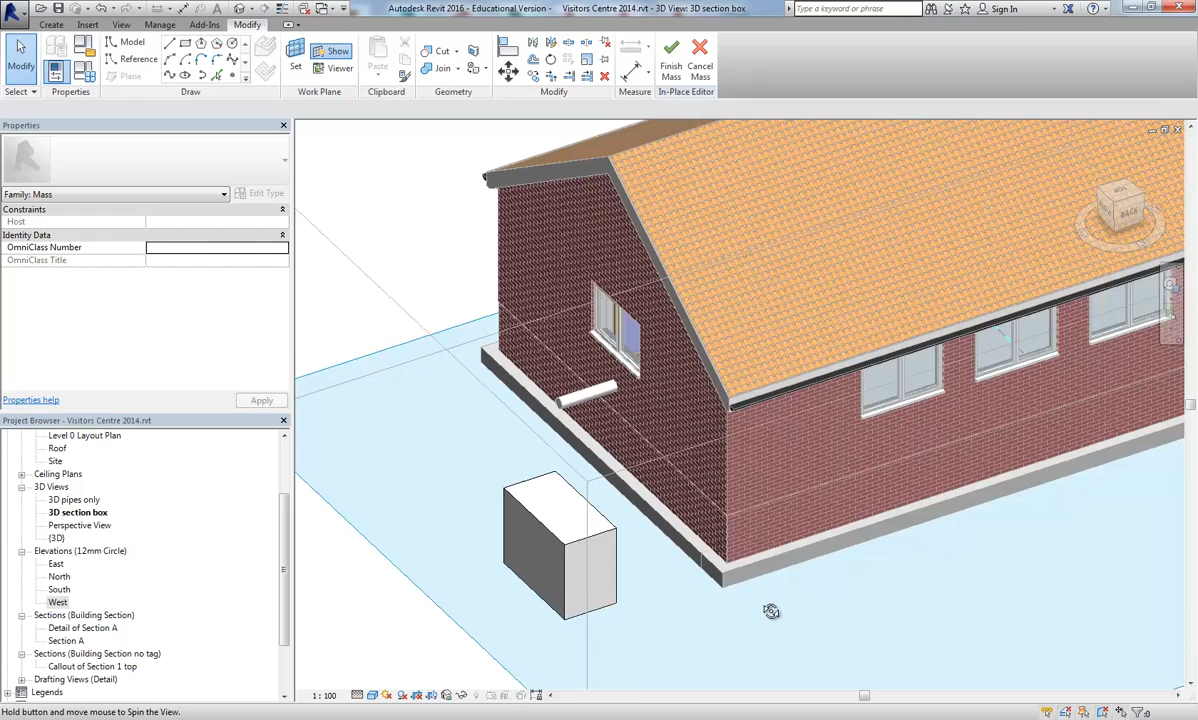 Autodesk Revit 2016 - Educational Version - Visitors Centre 2014.rvt - 3D View: 3D section box
Type a keyword or phrase
Sign In
Create Insert View Manage Add-Ins Modify
Modify
Model
Reference
Plane
Set
Show
Viewer
Paste
Cut
Join
Finish Mass
Cancel Mass
Select Properties Draw Work Plane Clipboard Geometry Modify Measure In-Place Editor
Properties
Family: Mass
Edit Type
Constraints
Host
Identity Data
OmniClass Number
OmniClass Title
Properties help
Apply
Project Browser - Visitors Centre 2014.rvt
Level 0 Layout Plan
Roof
Site
Ceiling Plans
3D Views
3D pipes only
3D section box
Perspective View
{3D}
Elevations (12mm Circle)
East
North
South
West
Sections (Building Section)
Detail of Section A
Section A
Sections (Building Section no tag)
Callout of Section 1 top
Drafting Views (Detail)
Legends
BACK
1 : 100
:0
Hold button and move mouse to Spin the View.